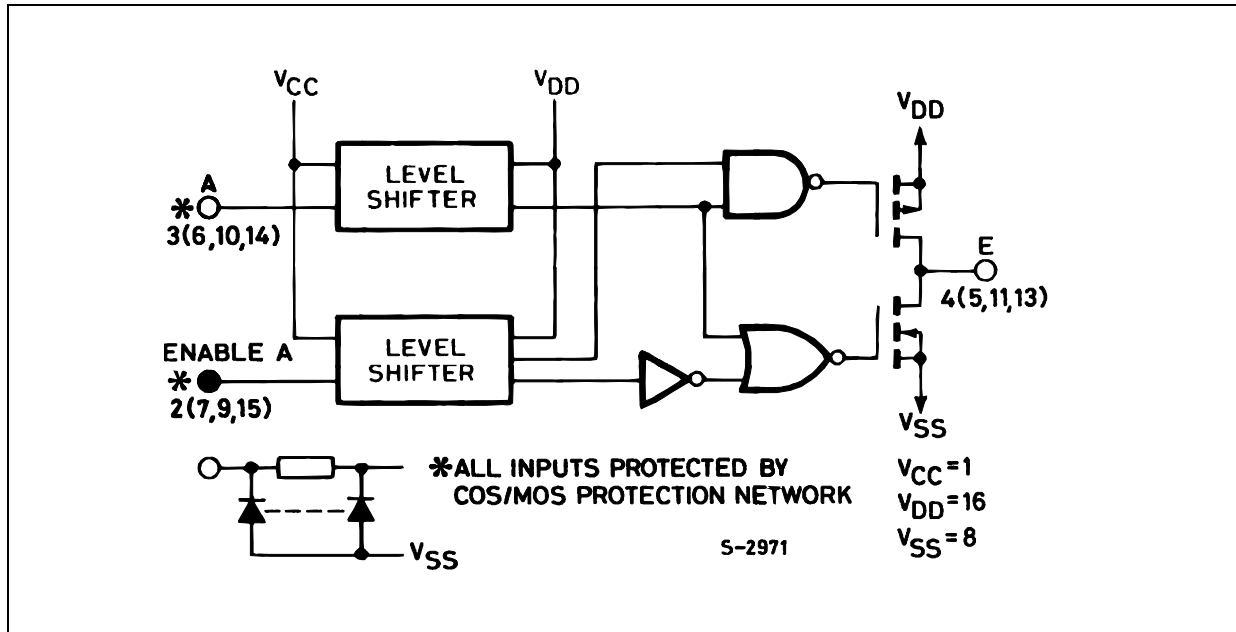 VCC
VDD
VDD
LEVEL
SHIFTER
A
*
3(6,10,14)
E
4(5,11,13)
ENABLE A
*
2(7,9,15)
LEVEL
SHIFTER
VSS
*ALL INPUTS PROTECTED BY
COS/MOS PROTECTION NETWORK
VSS
S-2971
VCC=1
VDD=16
VSS=8